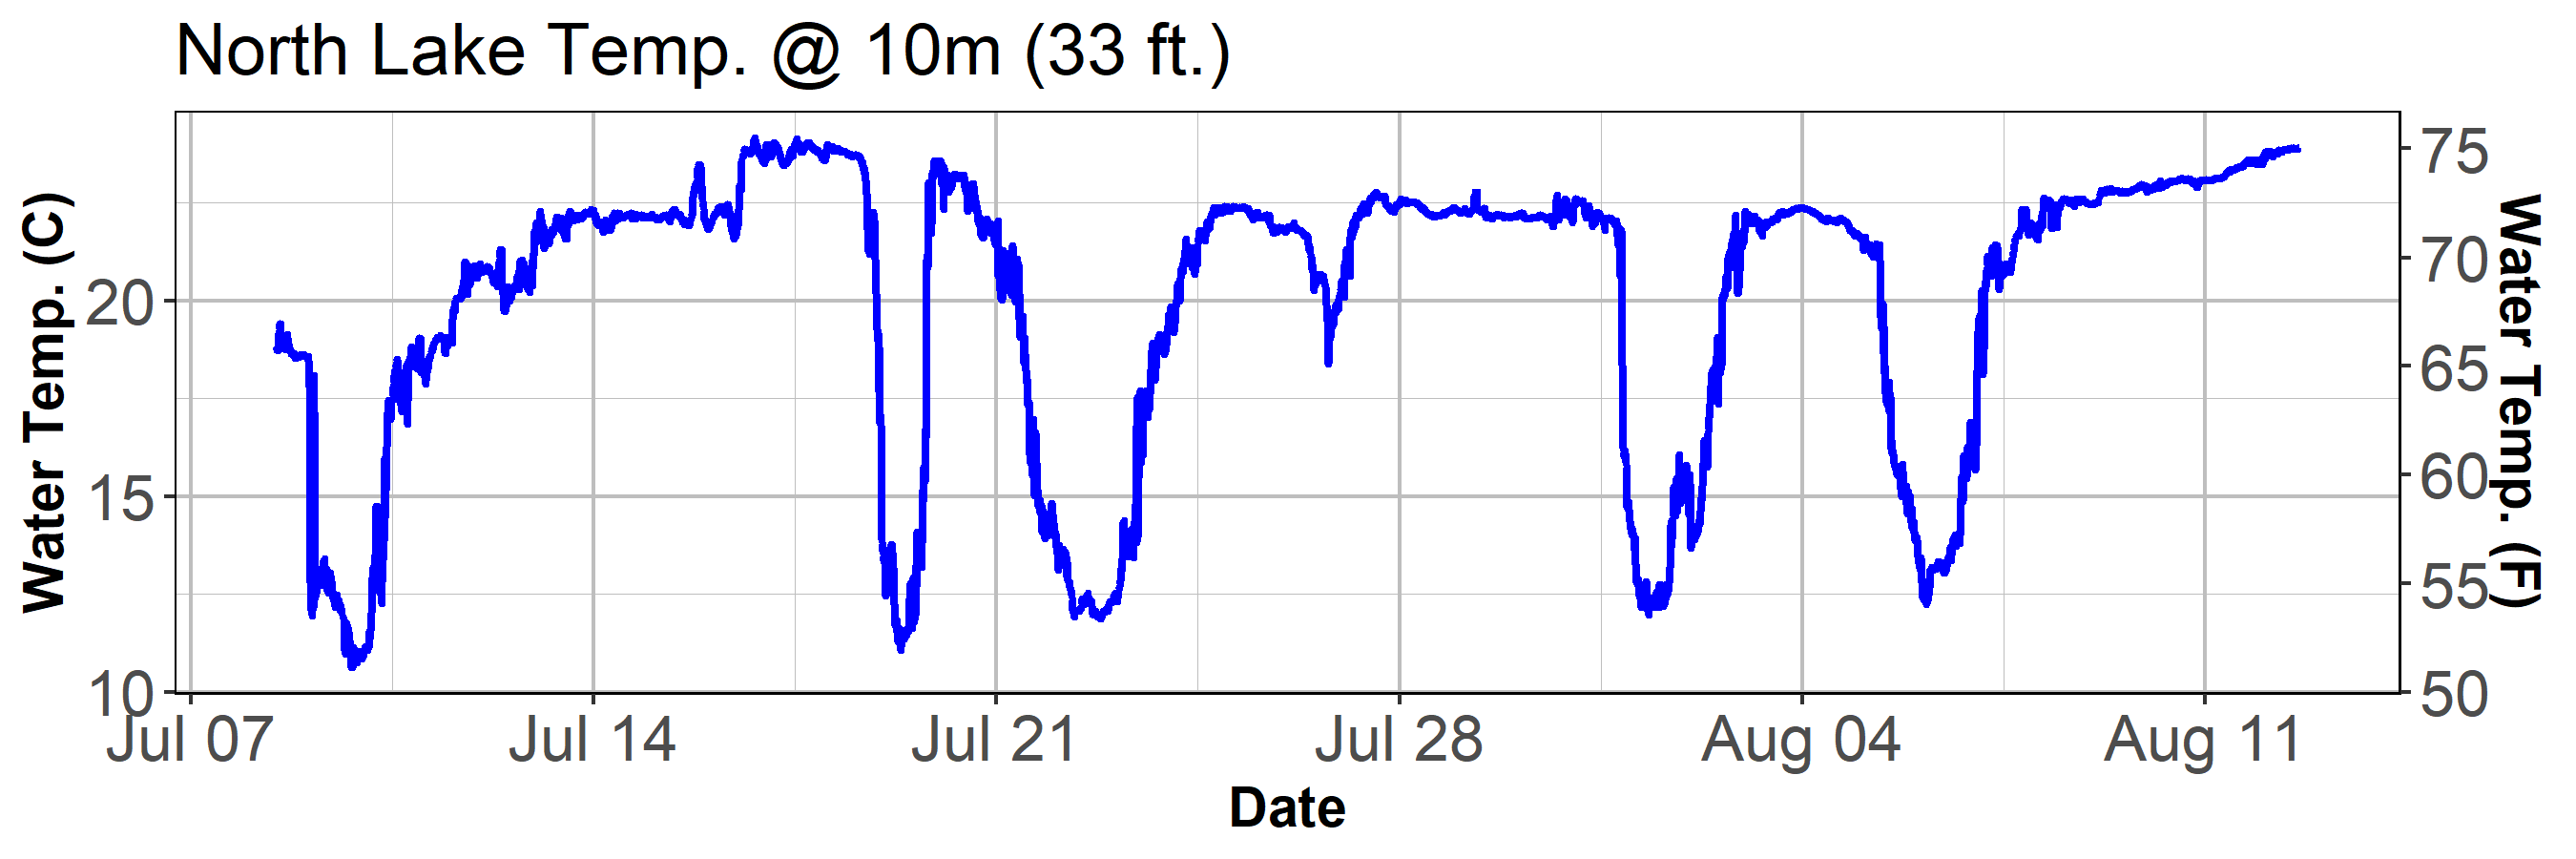 North Lake Temp. @ 10m (33 ft.)
Water Temp. (C)
20
15
10
75
70
65
60
55
50
Water Temp. (F)
Jul 07 Jul 14 Jul 21 Jul 28 Aug 04 Aug 11
Date